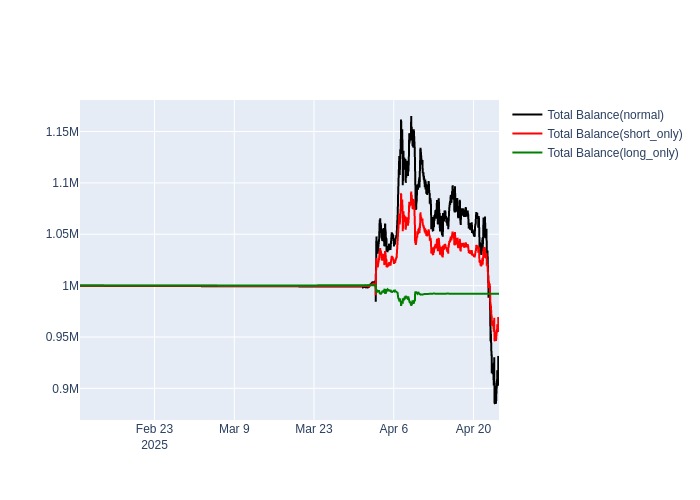 Total Balance(normal)
Total Balance(short_only)
Total Balance(long_only)
1.15M
1.1M
1.05M
1M
0.95M
0.9M
Feb 23 Mar 9 Mar 23 Apr 6 Apr 20
2025